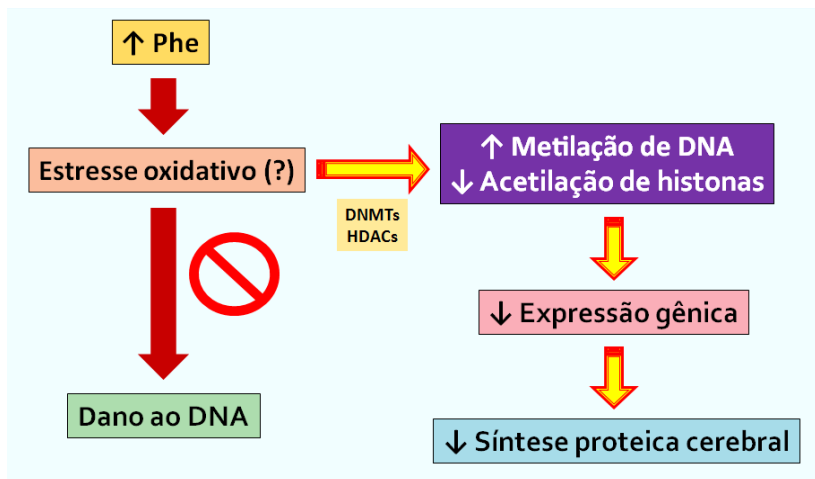 ↑ Phe
Estresse oxidativo (?)
DNMTs
HDACs
↑ Metilação de DNA
↓ Acetilação de histonas
↓ Expressão gênica
Dano ao DNA
↓ Síntese proteica cerebral